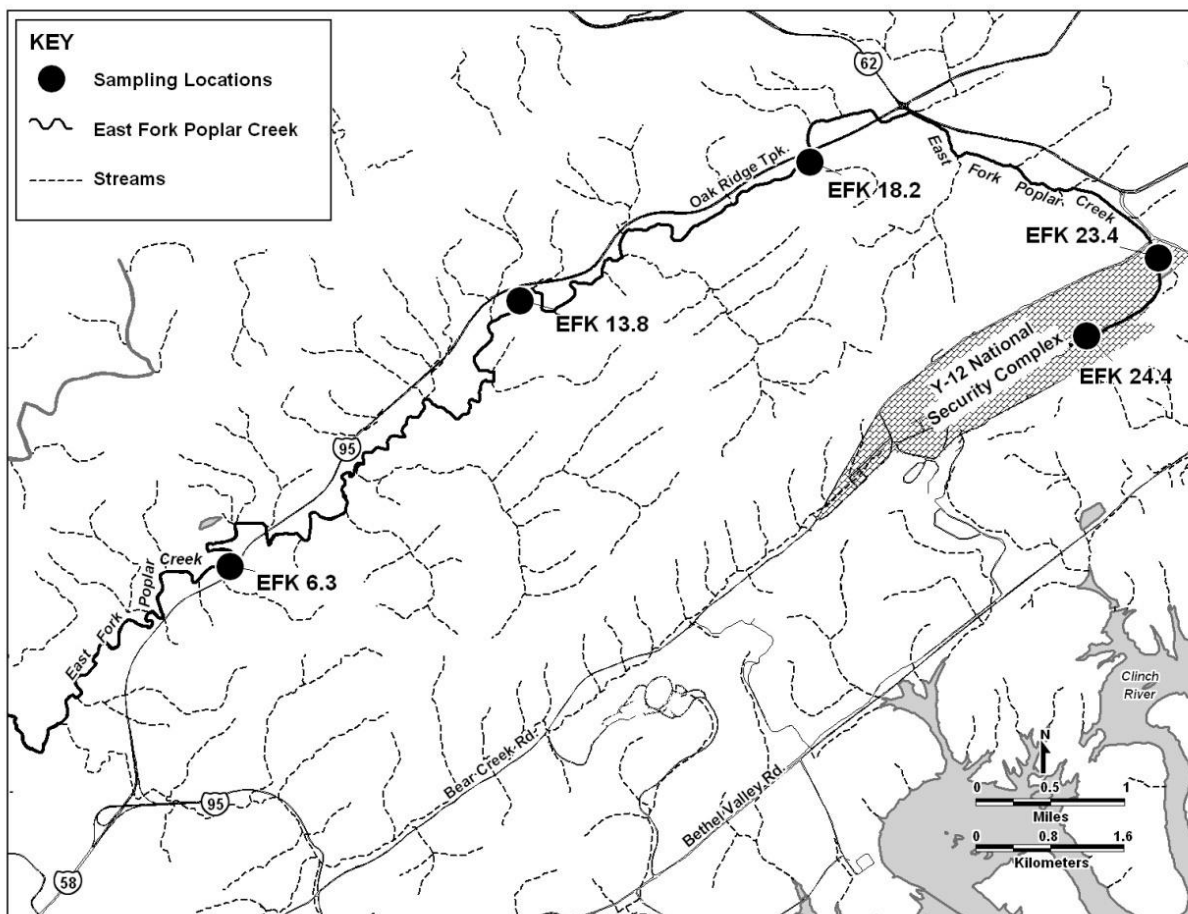 KEY
Sampling Locations
East Fork Poplar Creek
Streams
62
Oak Ridge Tpk.
East Fork Poplar Creek
EFK 18.2
EFK 23.4
EFK 13.8
Y-12 National
Security Complex
EFK 24.4
95
East Fork Poplar Creek
EFK 6.3
Clinch
River
N
Bear Creek Rd.
Bethel Valley Rd.
0 0.5 1
Miles
0 0.8 1.6
Kilometers
95
58